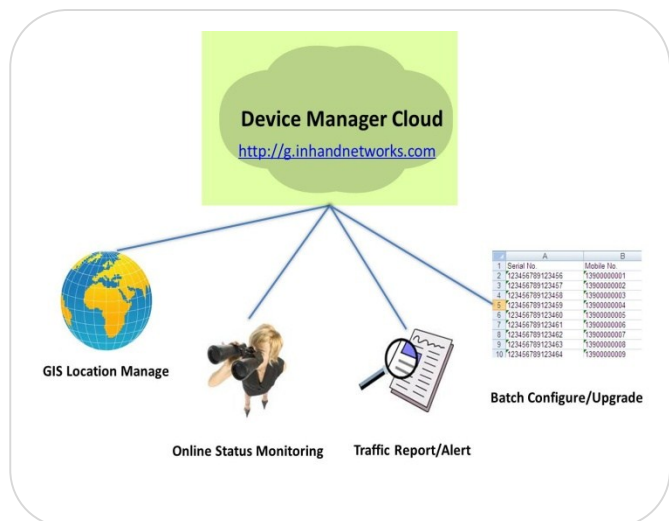 Device Manager Cloud
http://g.inhandnetworks.com
A B
1 Serial No. Mobile No.
2 123456789123456 13900000001
3 123456789123457 13900000002
4 123456789123458 13900000003
5 123456789123459 13900000004
6 123456789123460 13900000005
7 123456789123461 13900000006
8 123456789123462 13900000007
9 123456789123463 13900000008
10 123456789123464 13900000009
GIS Location Manage
Batch Configure/Upgrade
Online Status Monitoring
Traffic Report/Alert